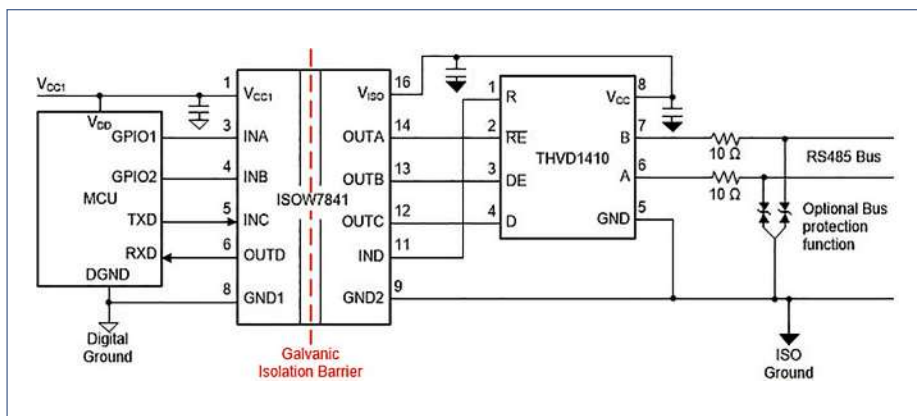 VCC1
VDD
GPIO1
GPIO2
MCU
TXD
RXD
DGND
Digital
Ground
1
3
4
5
6
8
VCC1
INA
INB
INC
OUTD
GND1
ISOW7841
Galvanic
Isolation Barrier
VISO
OUTA
OUTB
OUTC
IND
GND2
16
14
13
12
11
9
1
2
3
4
R
RE
DE
D
THVD1410
VCC
B
A
GND
8
7
6
5
10 Ω
10 Ω
RS485 Bus
Optional Bus
protection
function
ISO
Ground